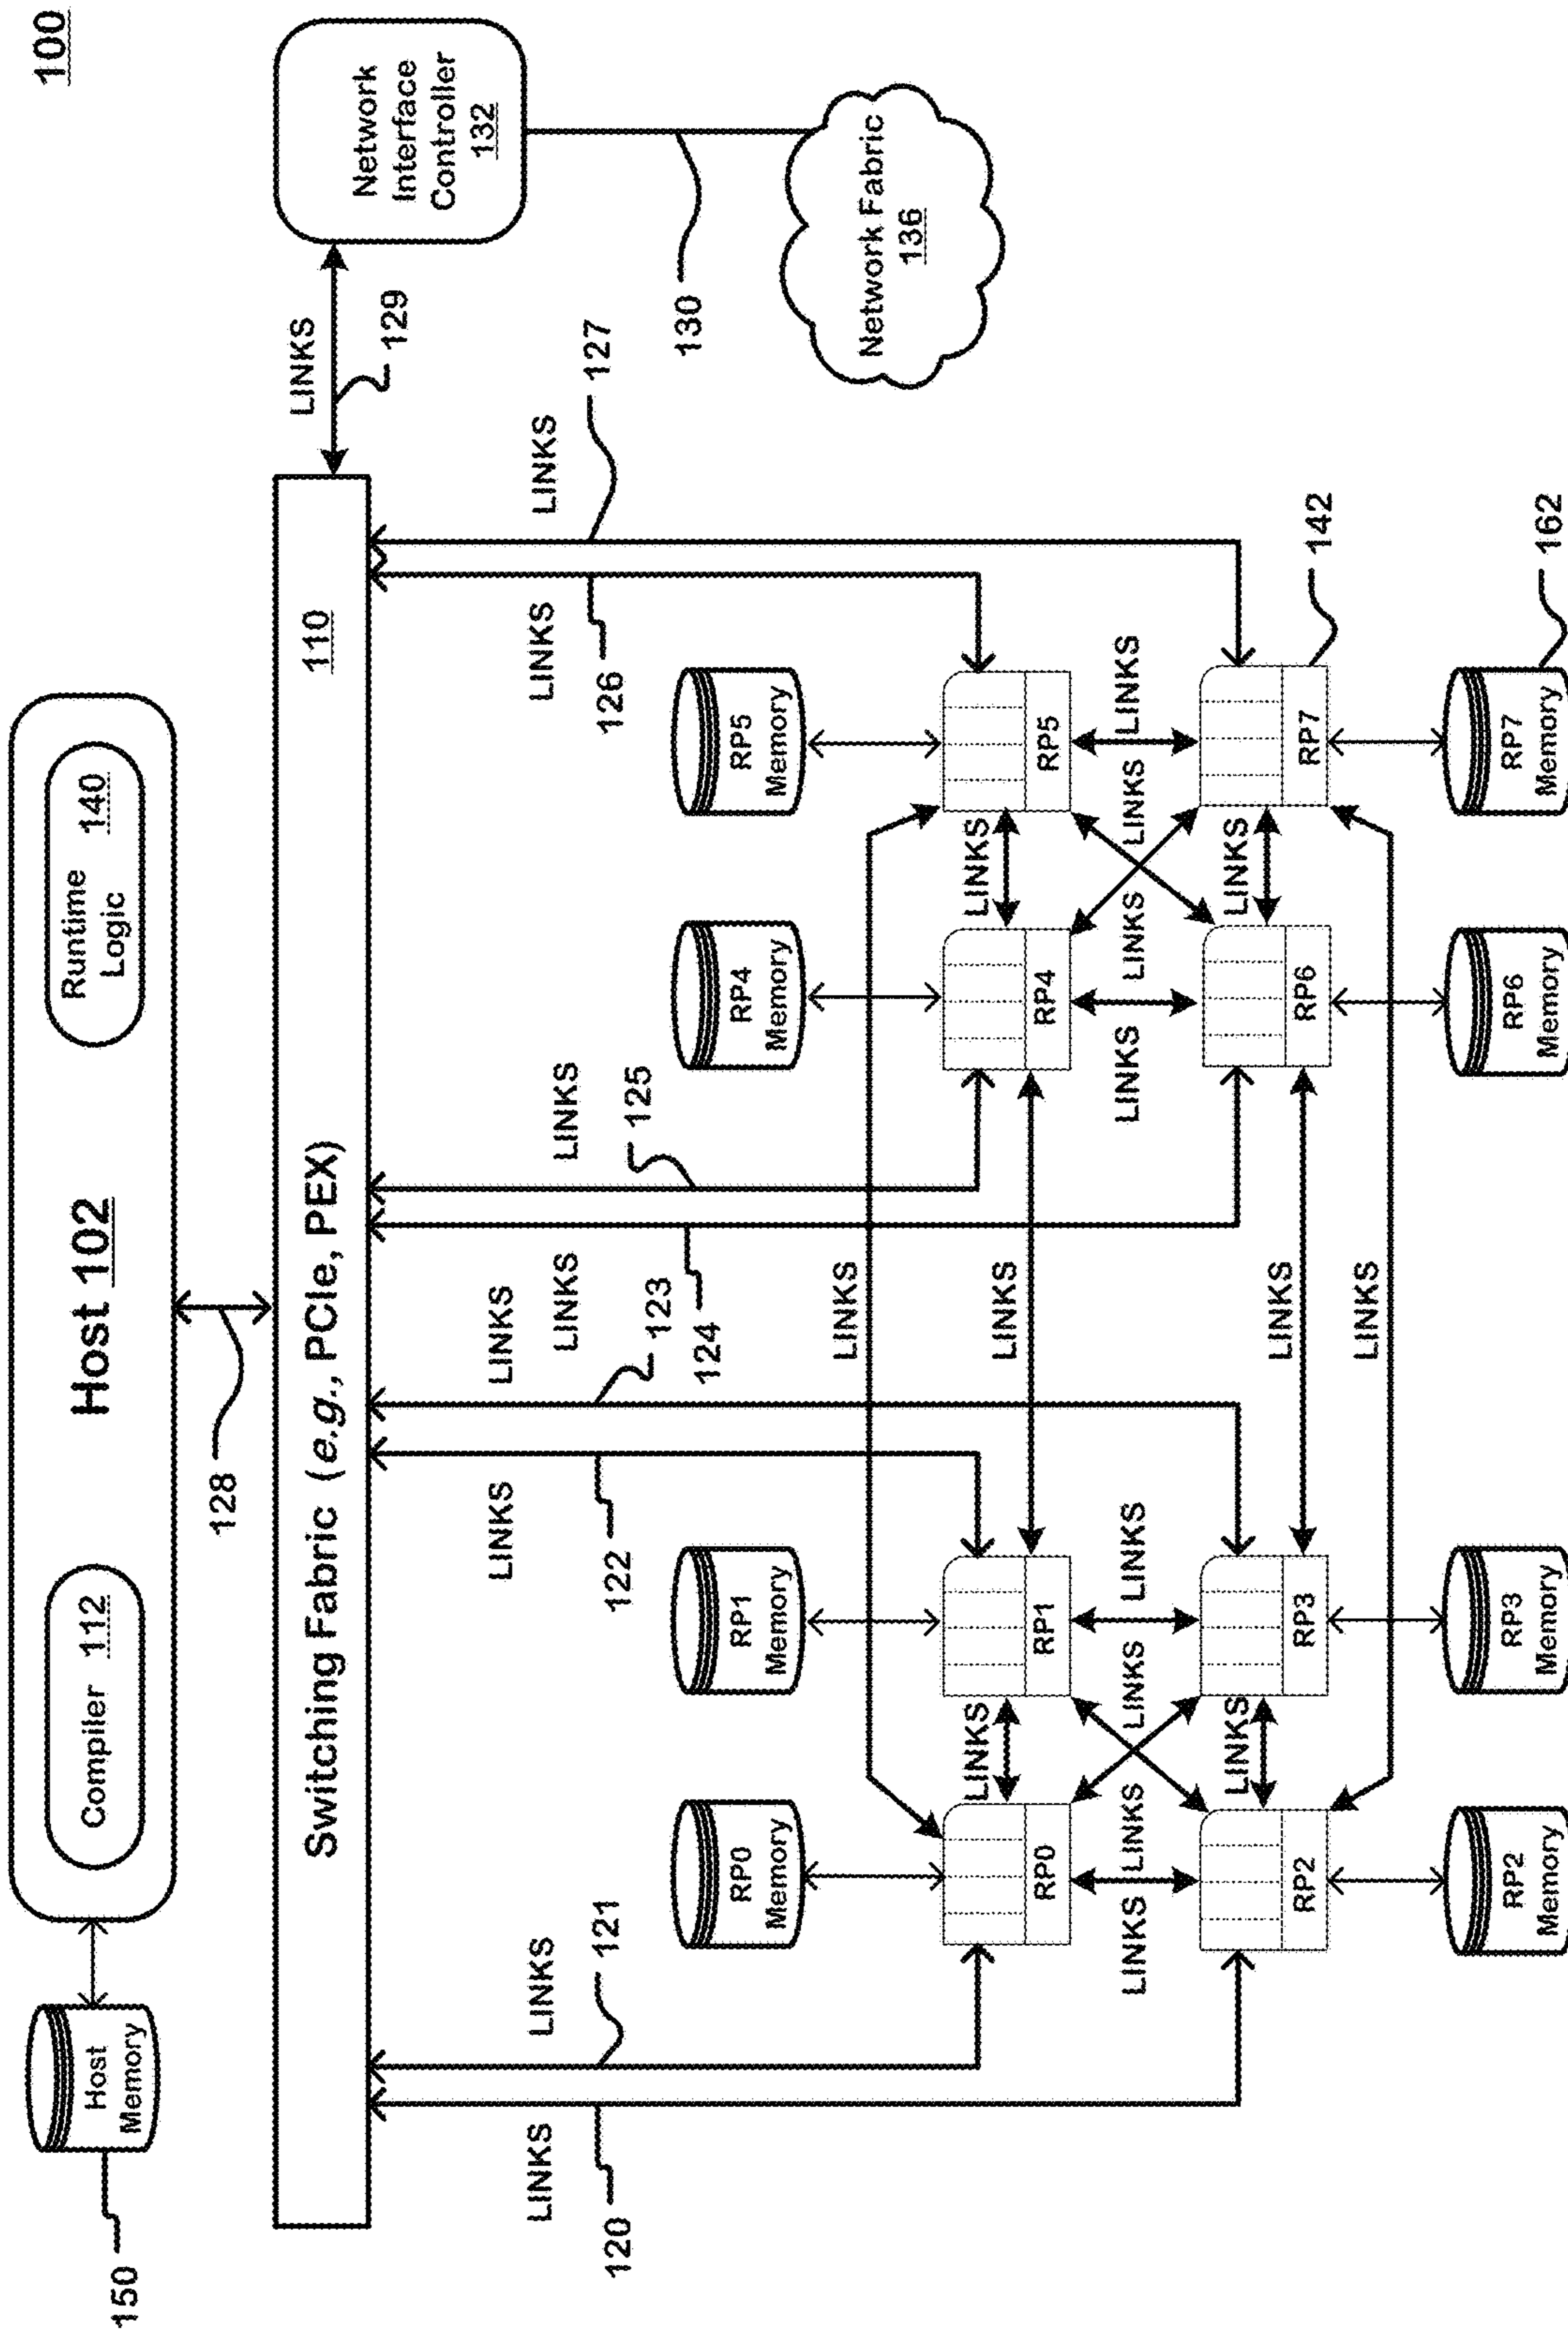 100
150
Host
Memory
Compiler 112
Host 102
Runtime
Logic
140
128
Switching Fabric (e.g., PCIe, PEX)
110
LINKS
129
Network
Interface
Controller
132
130
Network Fabric
136
LINKS
120
LINKS
121
LINKS
122
LINKS
123
LINKS
124
LINKS
125
LINKS
126
LINKS
127
RP0
Memory
RP1
Memory
RP4
Memory
RP5
Memory
LINKS
RP0
LINKS
RP1
LINKS
RP4
LINKS
RP5
LINKS
LINKS
LINKS
LINKS
LINKS
LINKS
LINKS
LINKS
RP2
LINKS
RP3
LINKS
RP6
LINKS
RP7
142
LINKS
RP2
Memory
RP3
Memory
RP6
Memory
RP7
Memory
162